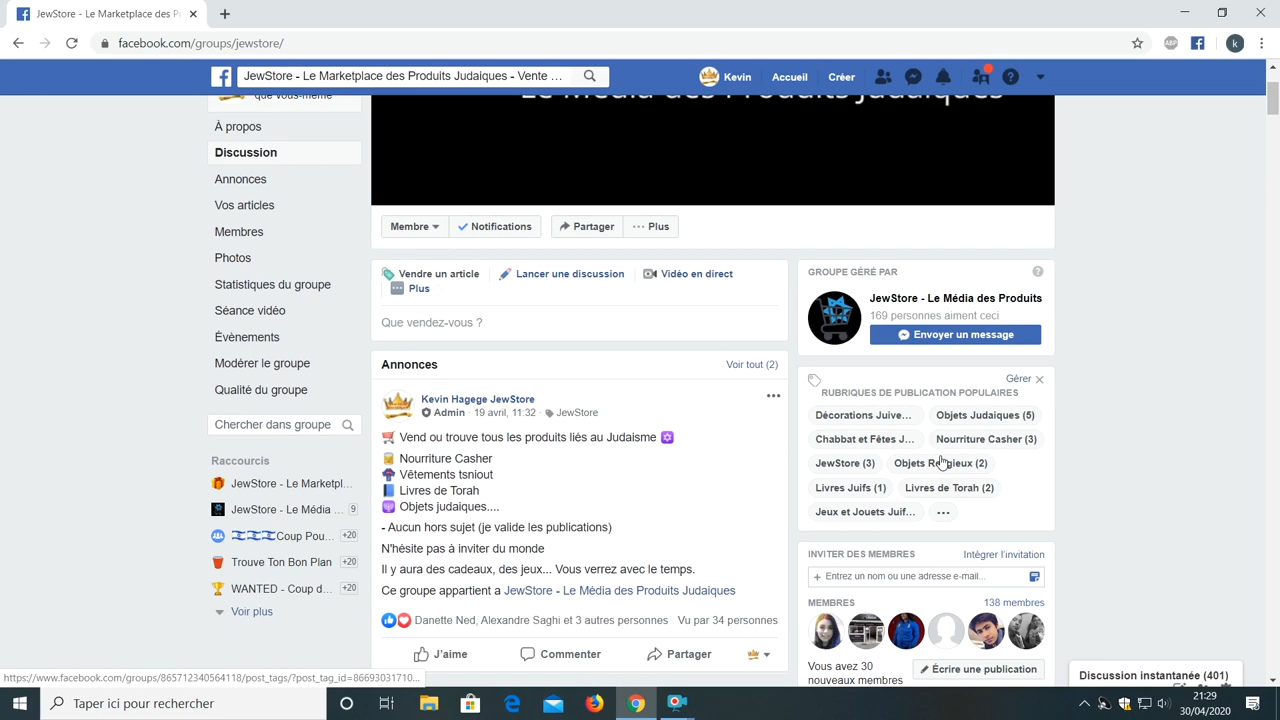 JewStore - Le Marketplace des P
facebook.com/groups/jewstore/
ABP
k
JewStore - Le Marketplace des Produits Judaiques - Vente ...
Kevin
Accueil
Créer
que vous-même
Le Média des Produits Judaïques
À propos
Discussion
Annonces
Vos articles
Membres
Photos
Statistiques du groupe
Séance vidéo
Évènements
Modérer le groupe
Qualité du groupe
Chercher dans groupe
Raccourcis
JewStore - Le Marketpl...
JewStore - Le Média ... 9
Coup Pou... +20
Trouve Ton Bon Plan +20
WANTED - Coup d... +20
Voir plus
Membre
Notifications
Partager
Plus
Vendre un article
Lancer une discussion
Vidéo en direct
Plus
Que vendez-vous ?
Annonces
Voir tout (2)
Kevin Hagege JewStore
Admin · 19 avril, 11:32 · JewStore
🛒 Vend ou trouve tous les produits liés au Judaisme 🔯
🥫 Nourriture Casher
👚 Vêtements tsniout
📘 Livres de Torah
🕎 Objets judaiques....
- Aucun hors sujet (je valide les publications)
N'hésite pas à inviter du monde
Il y aura des cadeaux, des jeux... Vous verrez avec le temps.
Ce groupe appartient a JewStore - Le Média des Produits Judaiques
Danette Ned, Alexandre Saghi et 3 autres personnes
Vu par 34 personnes
J'aime
Commenter
Partager
GROUPE GÉRÉ PAR
JewStore - Le Média des Produits
169 personnes aiment ceci
Envoyer un message
Gérer
RUBRIQUES DE PUBLICATION POPULAIRES
Décorations Juive...
Objets Judaiques (5)
Chabbat et Fêtes J...
Nourriture Casher (3)
JewStore (3)
Objets Religieux (2)
Livres Juifs (1)
Livres de Torah (2)
Jeux et Jouets Juif...
INVITER DES MEMBRES
Intégrer l'invitation
+ Entrez un nom ou une adresse e-mail...
MEMBRES
138 membres
Vous avez 30
nouveaux membres
Écrire une publication
Discussion instantanée (401)
https://www.facebook.com/groups/865712340554118/post_tags/?post_tag_id=86693031710...
Taper ici pour rechercher
21:29
30/04/2020